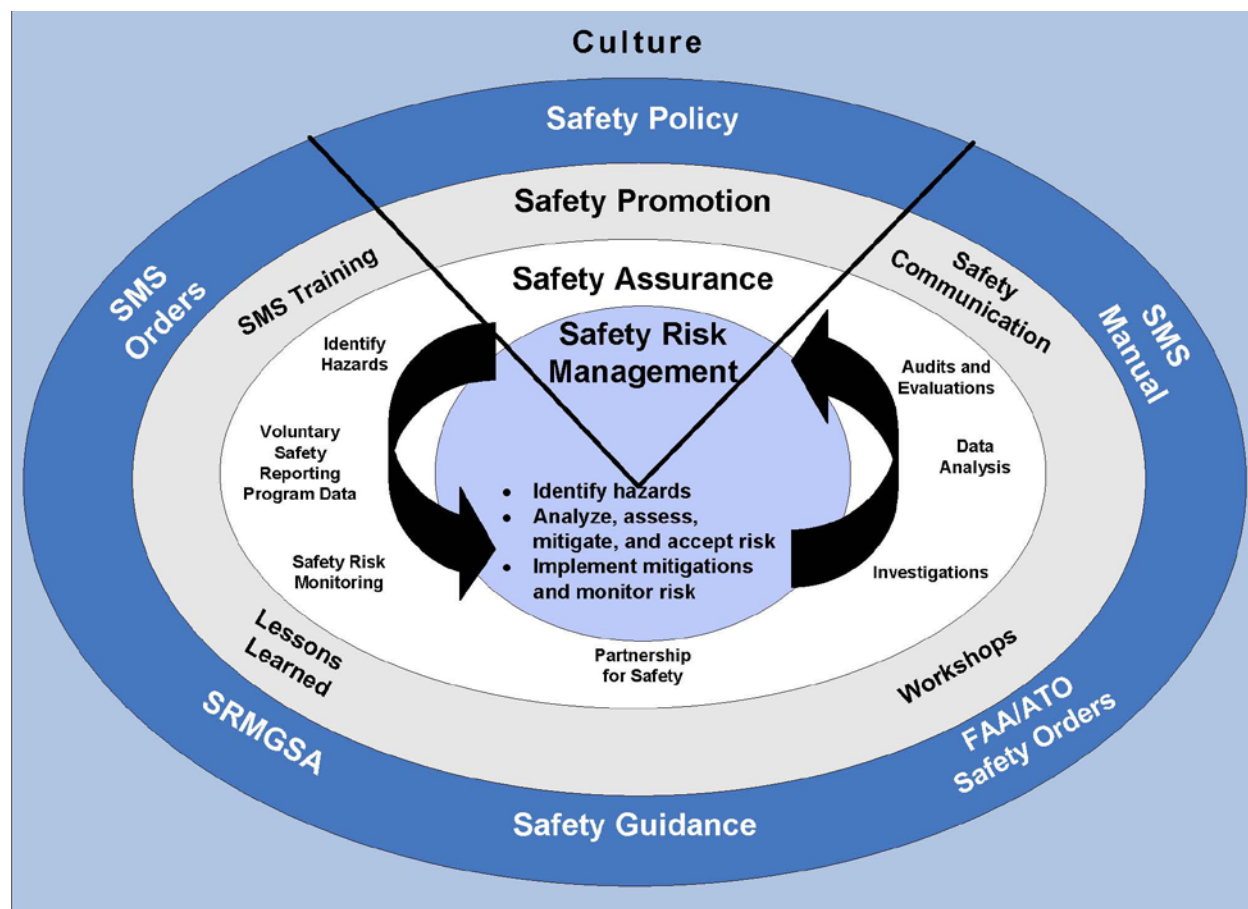 Culture
Safety Policy
Safety Promotion
Safety Assurance
Safety Risk
Management
SMS
Orders
SMS Training
Safety
Communication
SMS
Manual
Identify
Hazards
Voluntary
Safety
Reporting
Program Data
Safety Risk
Monitoring
• Identify hazards
• Analyze, assess,
mitigate, and accept risk
• Implement mitigations
and monitor risk
Audits and
Evaluations
Data
Analysis
Investigations
Partnership
for Safety
Lessons
Learned
Workshops
SRMGSA
FAA/ATO
Safety Orders
Safety Guidance